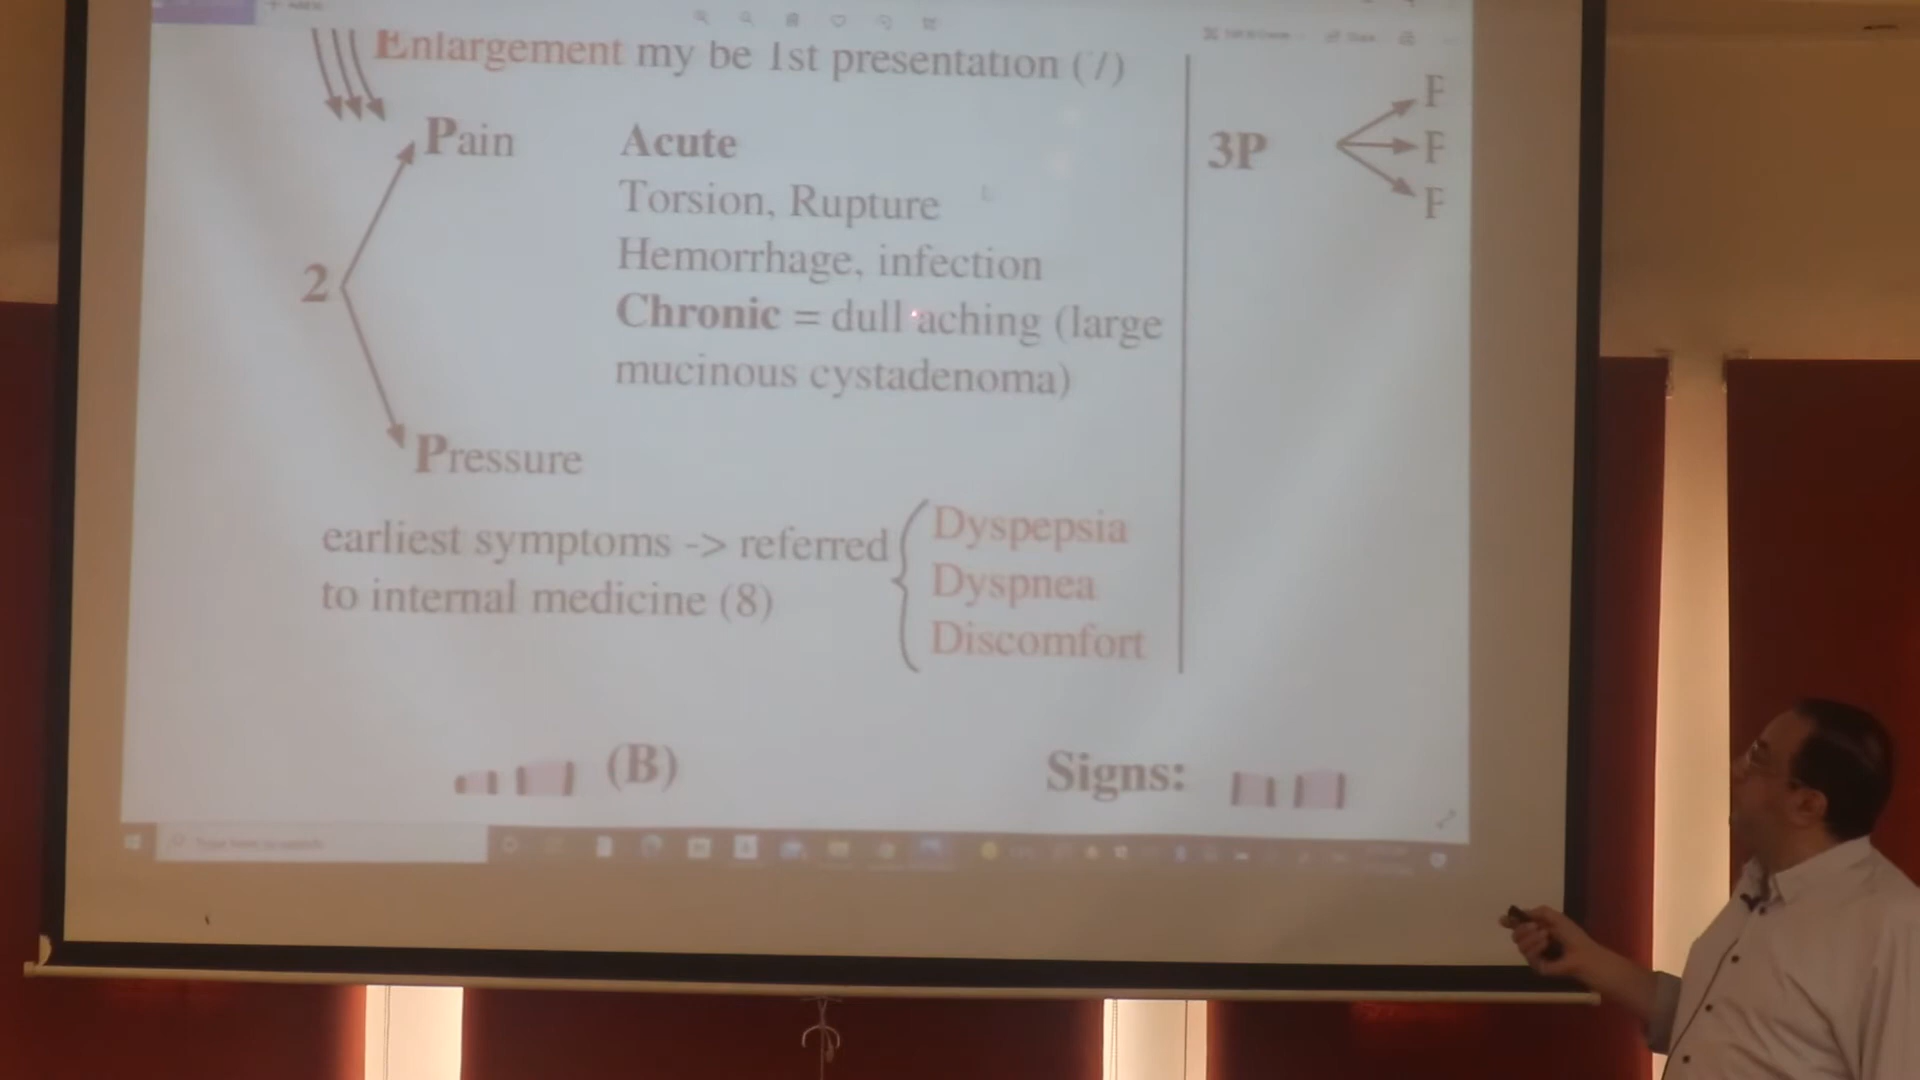 Enlargement my be 1st presentation (7)
Pain
Acute
Torsion, Rupture
Hemorrhage, infection
Chronic = dull aching (large
mucinous cystadenoma)
2
Pressure
earliest symptoms -> referred
to internal medicine (8)
Dyspepsia
Dyspnea
Discomfort
3P
(B)
Signs: